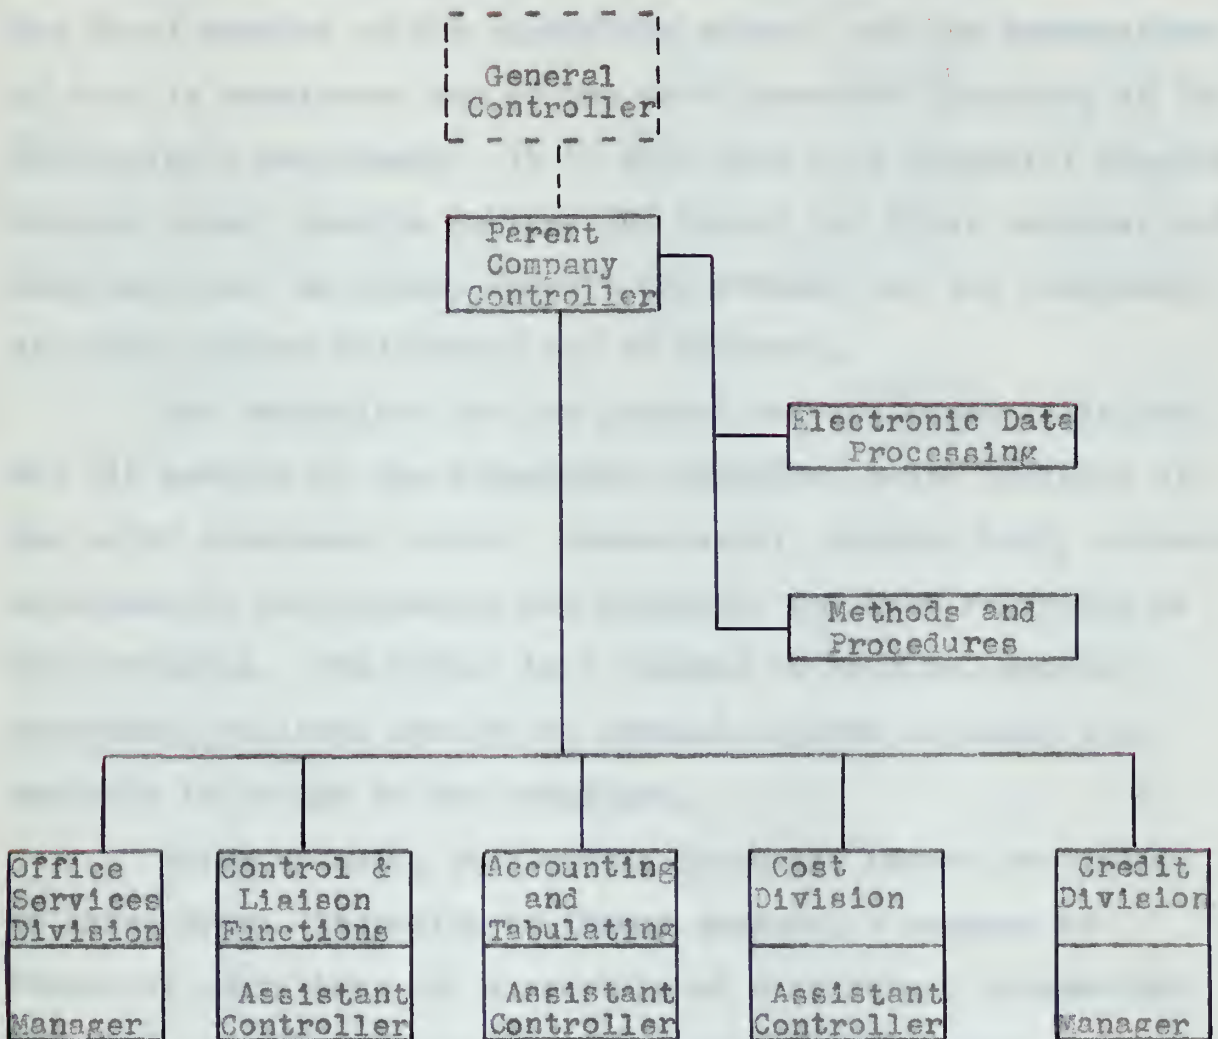 General
Controller
Parent
Company
Controller
Electronic Data
Processing
Methods and
Procedures
Office
Services
Division
Manager
Control &
Liaison
Functions
Assistant
Controller
Accounting
and
Tabulating
Assistant
Controller
Cost
Division
Assistant
Controller
Credit
Division
Manager